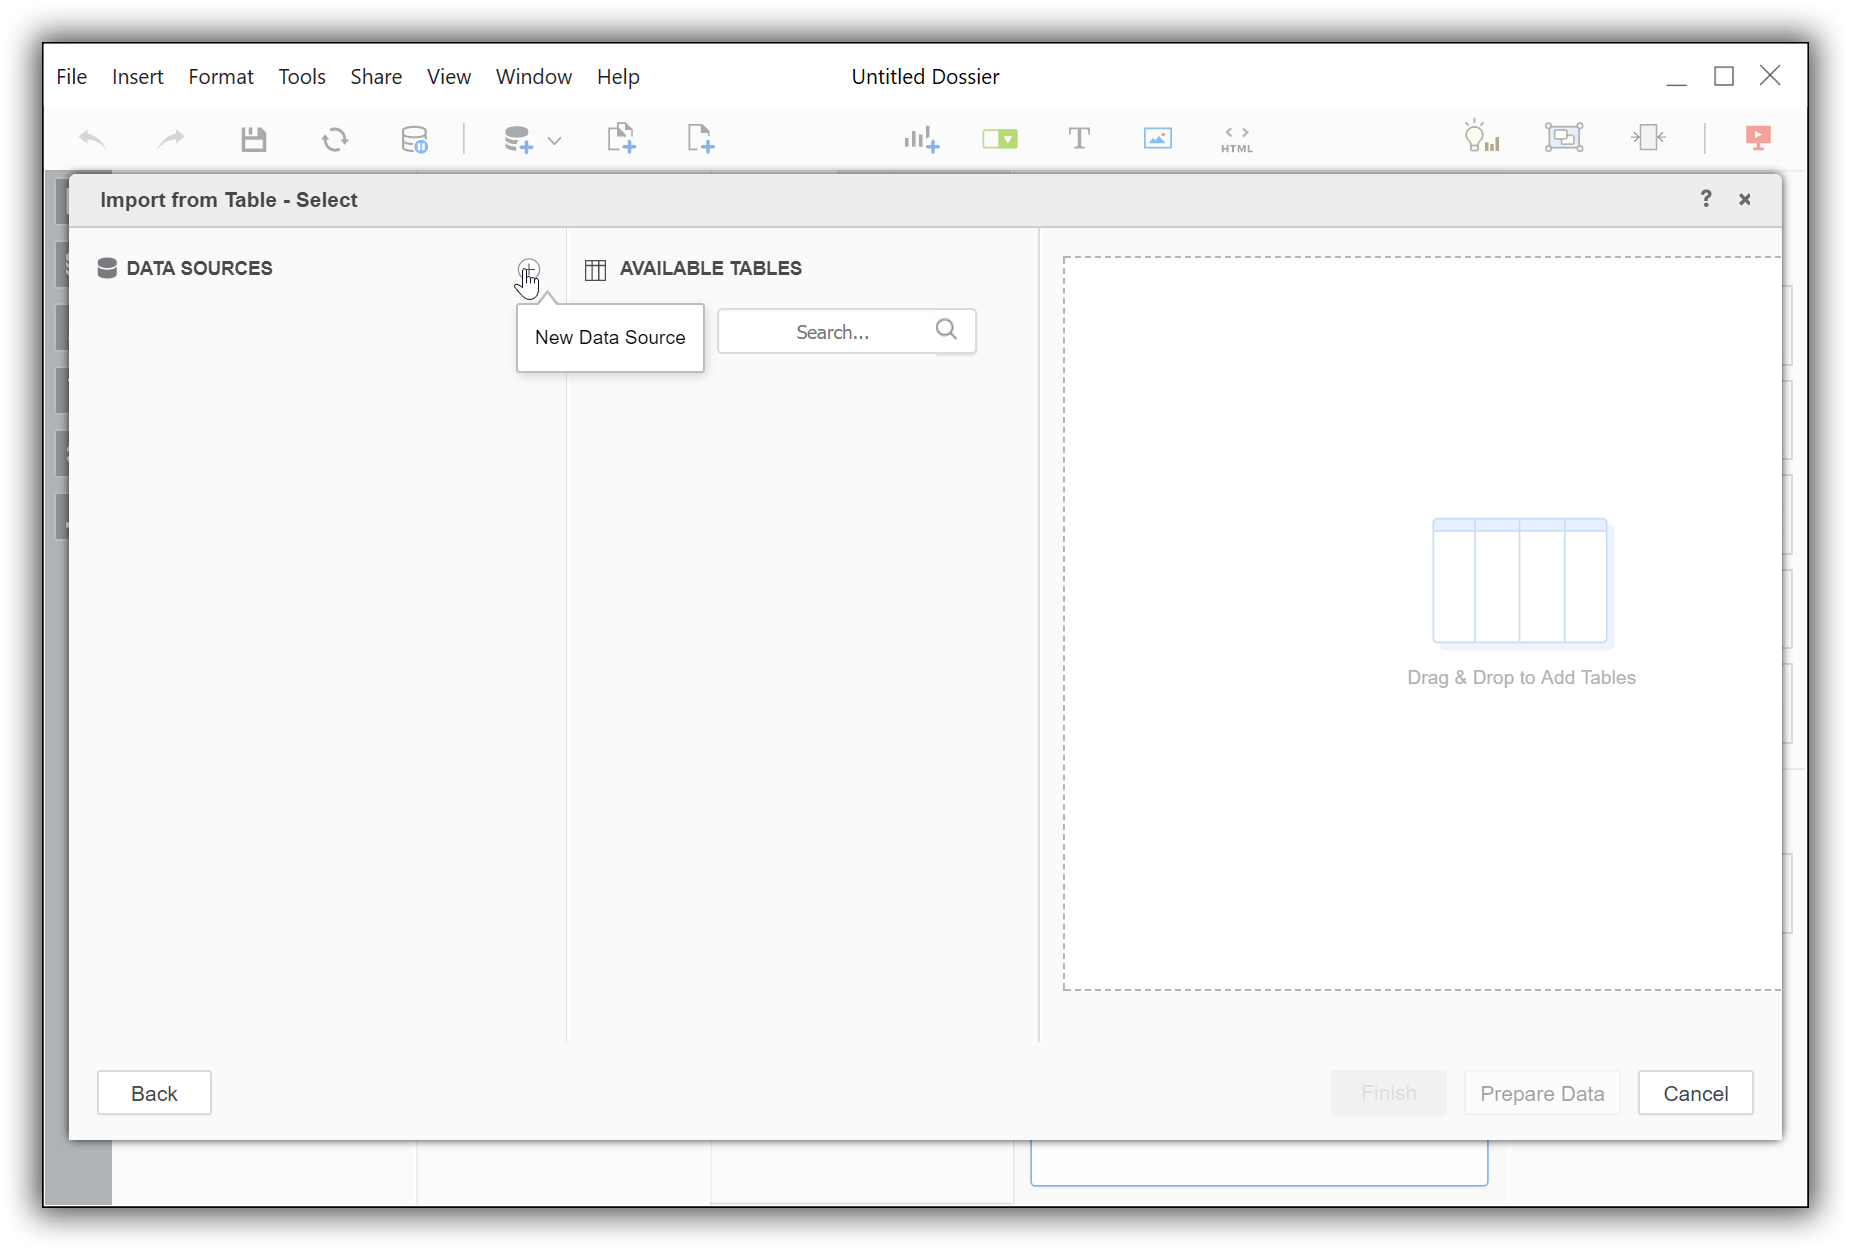 File Insert Format Tools Share View Window Help Untitled Dossier
HTML
Import from Table - Select ?
DATA SOURCES AVAILABLE TABLES
New Data Source
Search...
Drag & Drop to Add Tables
Back Finish Prepare Data Cancel